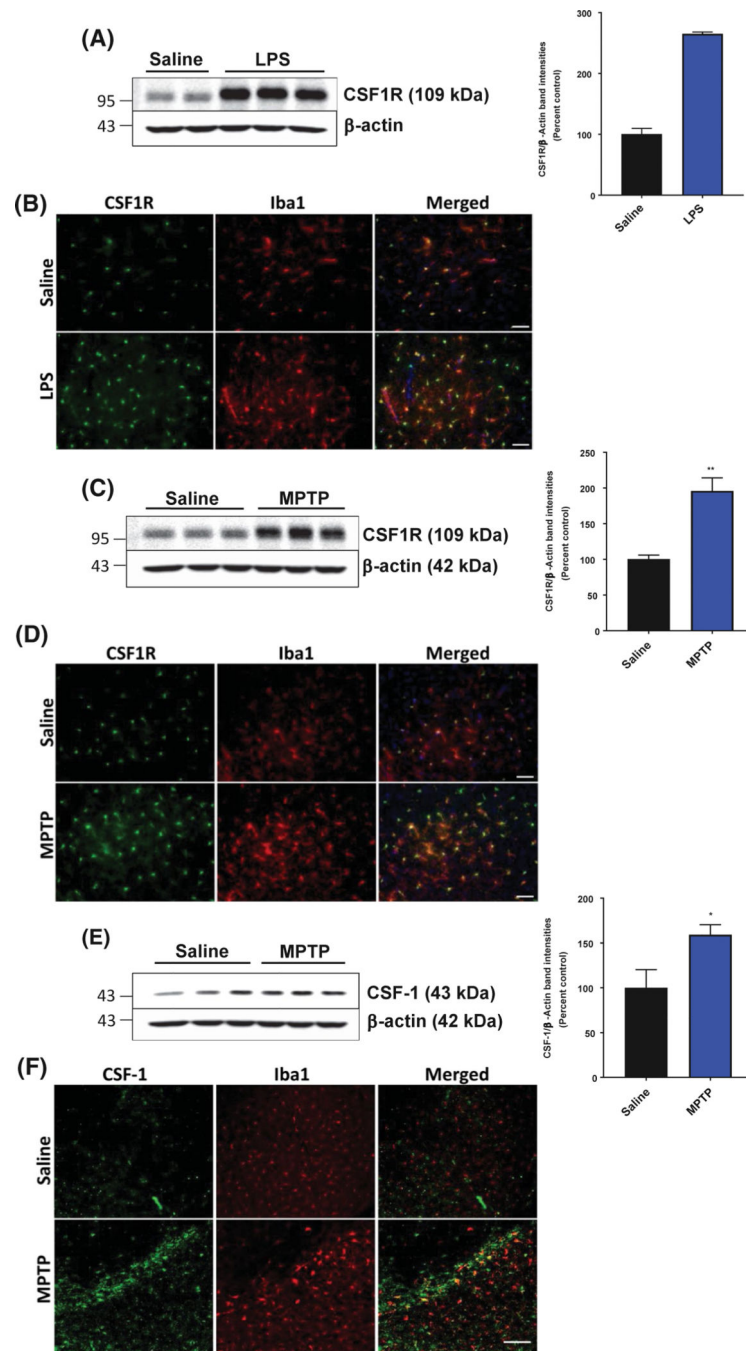 (A)
Saline LPS
95
CSF1R (109 kDa)
43
β-actin
CSF1R/β-Actin band intensities
(Percent control)
300
200
100
0
Saline
LPS
(B)
CSF1R Iba1 Merged
Saline
LPS
(C)
Saline MPTP
95
CSF1R (109 kDa)
43
β-actin (42 kDa)
CSF1R/β-Actin band intensities
(Percent control)
250
200
150
100
50
0
**
Saline
MPTP
(D)
CSF1R Iba1 Merged
Saline
MPTP
(E)
Saline MPTP
43
CSF-1 (43 kDa)
43
β-actin (42 kDa)
CSF-1/β-Actin band intensities
(Percent control)
200
150
100
50
0
*
Saline
MPTP
(F)
CSF-1 Iba1 Merged
Saline
MPTP